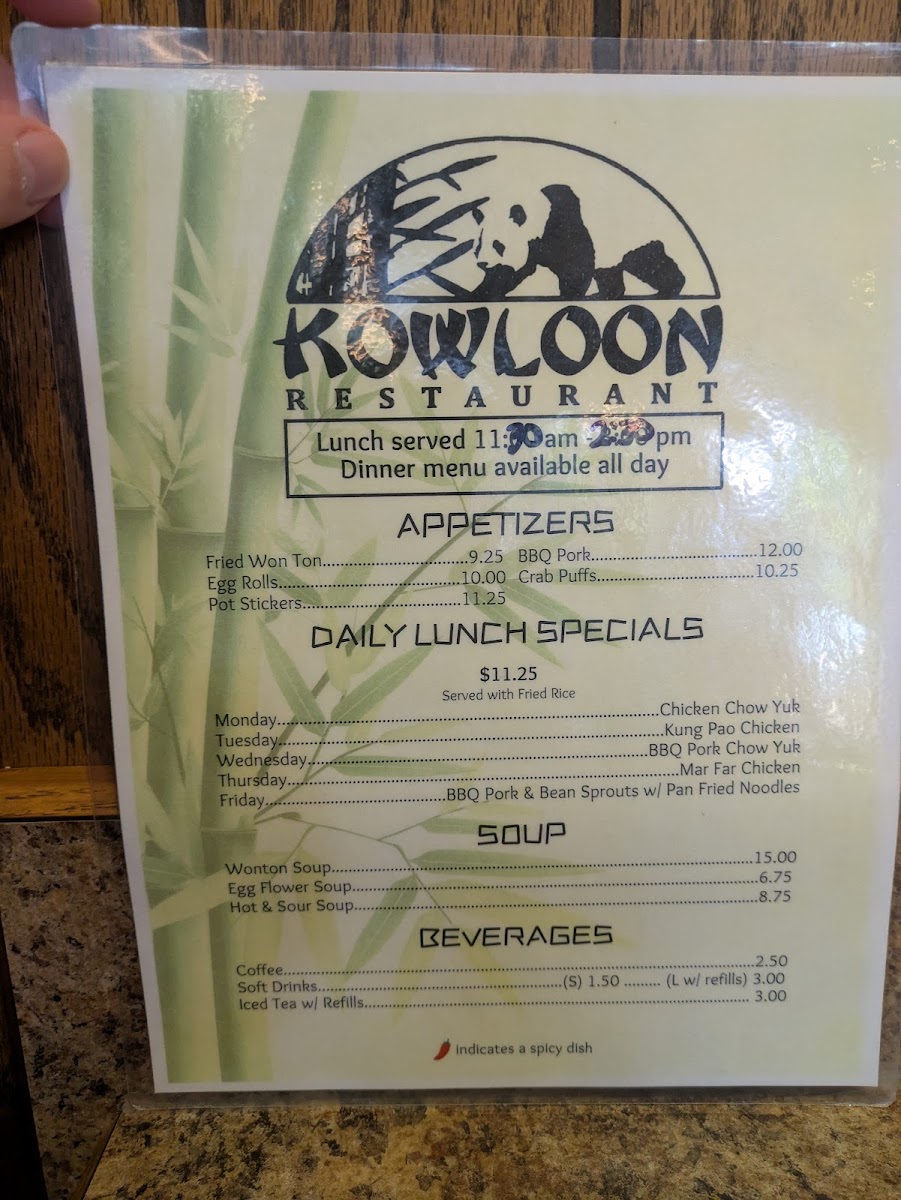 KOWLOON
RESTAURANT
Lunch served 11:30 am - pm
Dinner menu available all day
APPETIZERS
Fried Won Ton..........9.25 BBQ Pork..........12.00
Egg Rolls..........10.00 Crab Puffs..........10.25
Pot Stickers..........11.25
DAILY LUNCH SPECIALS
$11.25
Served with Fried Rice
Monday..........Chicken Chow Yuk
Tuesday..........Kung Pao Chicken
Wednesday..........BBQ Pork Chow Yuk
Thursday..........Mar Far Chicken
Friday..........BBQ Pork & Bean Sprouts w/ Pan Fried Noodles
SOUP
Wonton Soup..........15.00
Egg Flower Soup..........6.75
Hot & Sour Soup..........8.75
BEVERAGES
Coffee..........2.50
Soft Drinks..........(S) 1.50 ......... (L w/ refills) 3.00
Iced Tea w/ Refills.......... 3.00
indicates a spicy dish